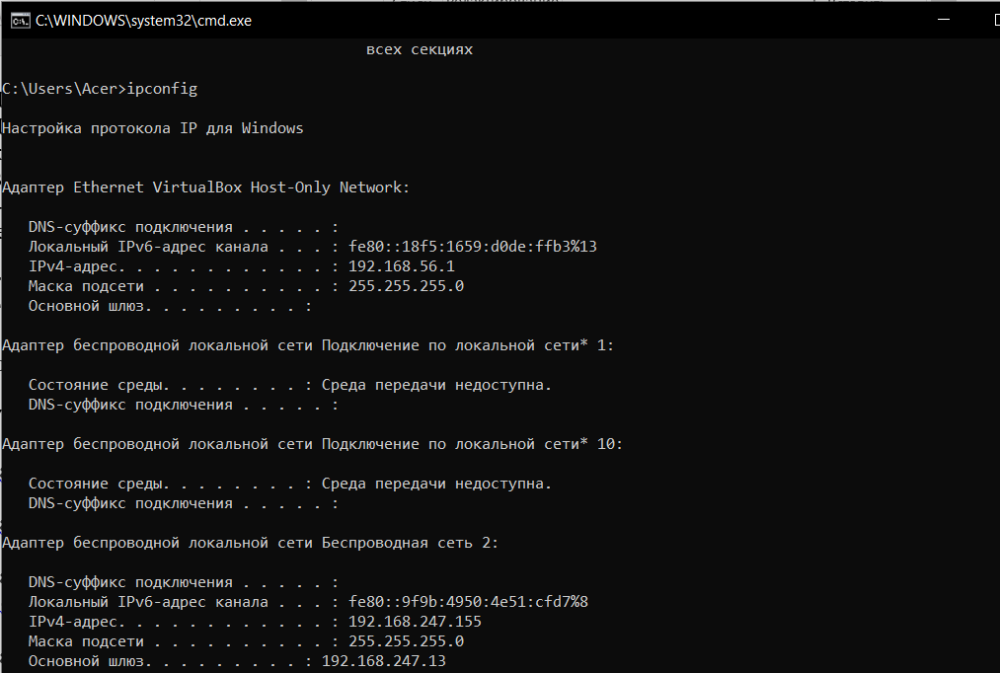 C:\WINDOWS\system32\cmd.exe
всех секциях
C:\Users\Acer>ipconfig
Настройка протокола IP для Windows
Адаптер Ethernet VirtualBox Host-Only Network:
DNS-суффикс подключения . . . . . :
Локальный IPv6-адрес канала . . . : fe80::18f5:1659:d0de:ffb3%13
IPv4-адрес. . . . . . . . . . . . : 192.168.56.1
Маска подсети . . . . . . . . . . : 255.255.255.0
Основной шлюз. . . . . . . . . :
Адаптер беспроводной локальной сети Подключение по локальной сети* 1:
Состояние среды. . . . . . . . : Среда передачи недоступна.
DNS-суффикс подключения . . . . . :
Адаптер беспроводной локальной сети Подключение по локальной сети* 10:
Состояние среды. . . . . . . . : Среда передачи недоступна.
DNS-суффикс подключения . . . . . :
Адаптер беспроводной локальной сети Беспроводная сеть 2:
DNS-суффикс подключения . . . . . :
Локальный IPv6-адрес канала . . . : fe80::9f9b:4950:4e51:cfd7%8
IPv4-адрес. . . . . . . . . . . . : 192.168.247.155
Маска подсети . . . . . . . . . . : 255.255.255.0
Основной шлюз. . . . . . . . . : 192.168.247.13